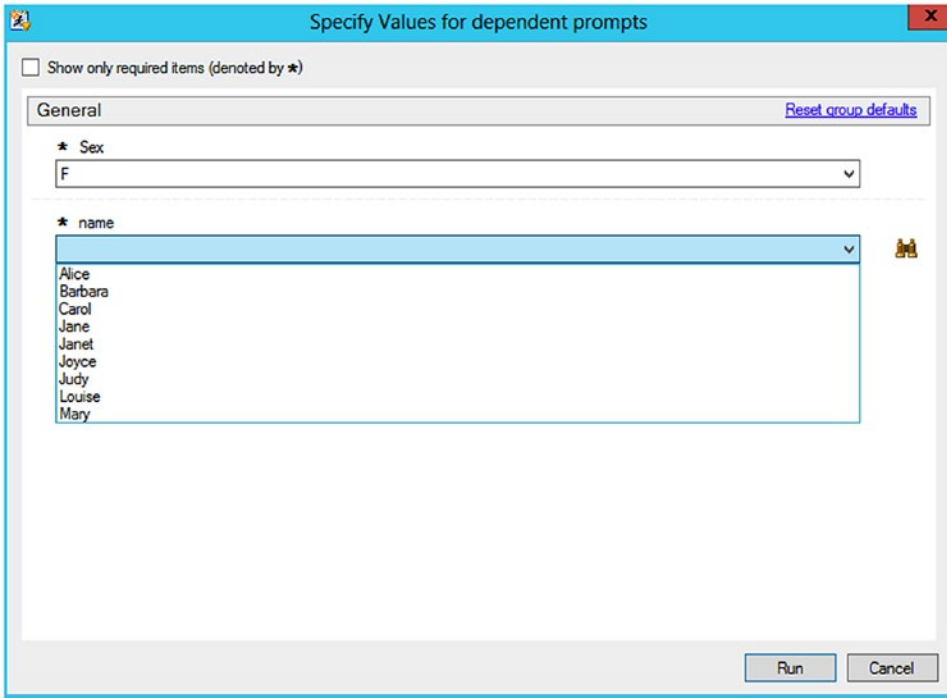 Specify Values for dependent prompts
x
Show only required items (denoted by *)
General Reset group defaults
* Sex
F
* name
Alice
Barbara
Carol
Jane
Janet
Joyce
Judy
Louise
Mary
Run Cancel